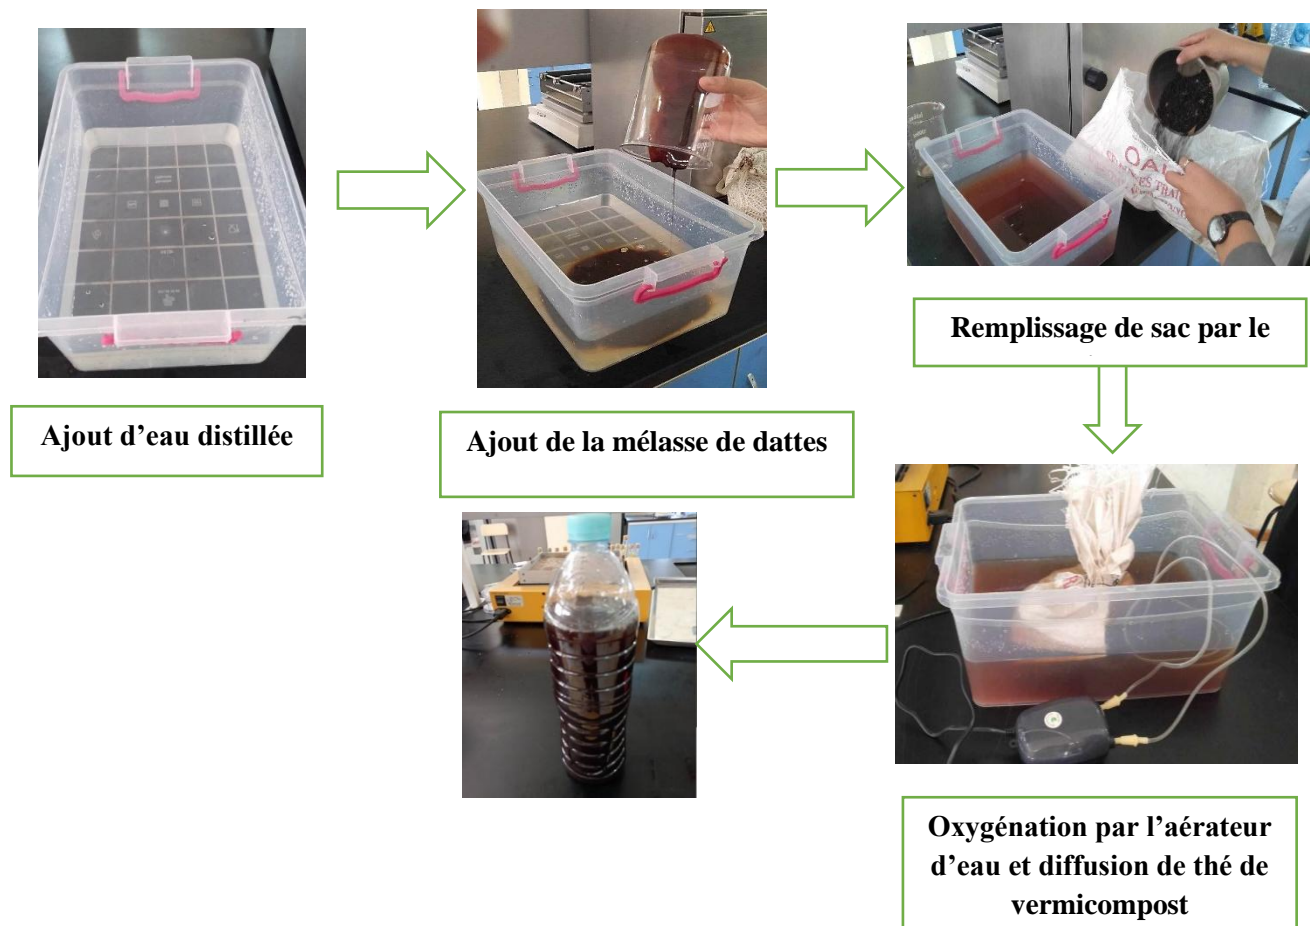 OA
Remplissage de sac par le
Ajout d’eau distillée
Ajout de la mélasse de dattes
Oxygénation par l’aérateur
d’eau et diffusion de thé de
vermicompost